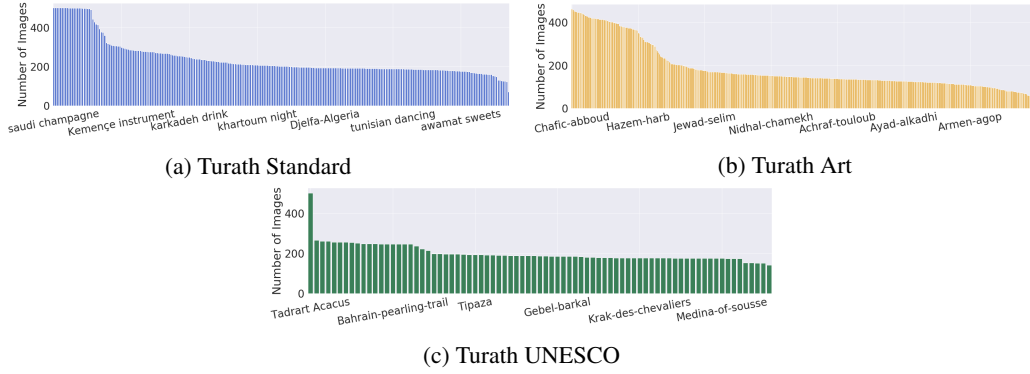 Number of Images
400
200
0
saudi champagne
Kemençe instrument
karkadeh drink
khartoum night
Djelfa-Algeria
tunisian dancing
awamat sweets
(a) Turath Standard
Number of Images
400
200
0
Chafic-abboud
Hazem-harb
Jewad-selim
Nidhal-chamekh
Achraf-touloub
Ayad-alkadhi
Armen-agop
(b) Turath Art
Number of Images
400
200
0
Tadrart Acacus
Bahrain-pearling-trail
Tipaza
Gebel-barkal
Krak-des-chevaliers
Medina-of-sousse
(c) Turath UNESCO